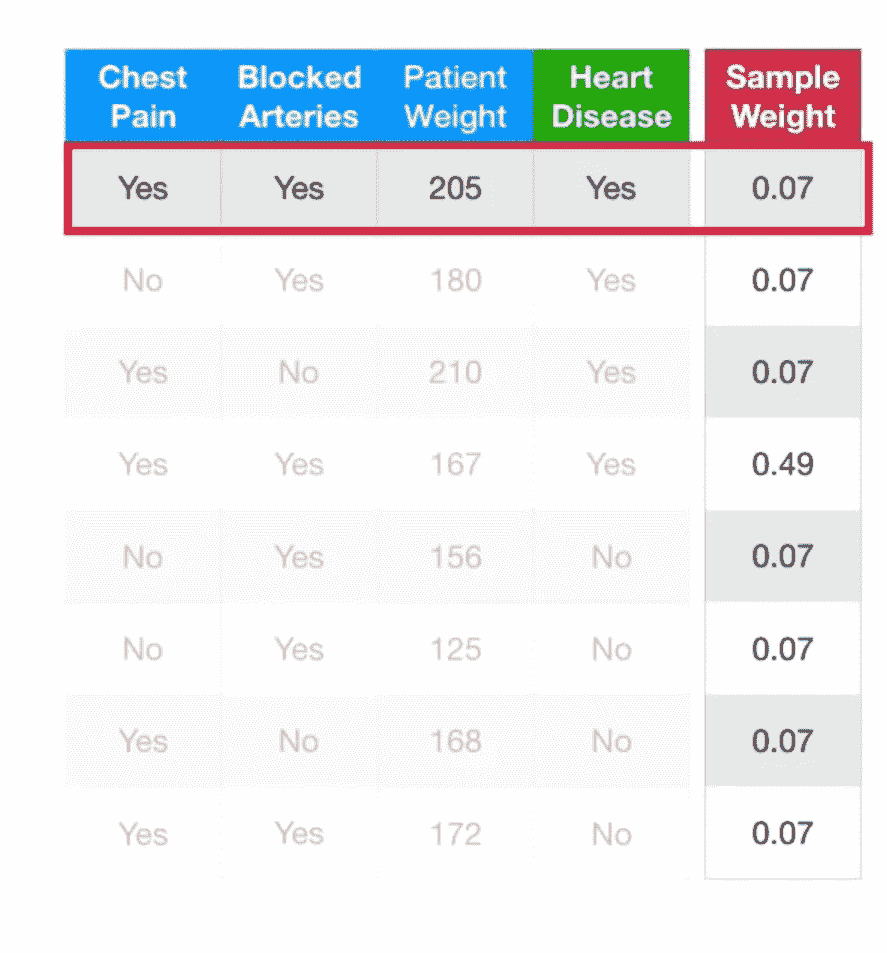 Chest Pain Blocked Arteries Patient Weight Heart Disease Sample Weight
Yes Yes 205 Yes 0.07
No Yes 180 Yes 0.07
Yes No 210 Yes 0.07
Yes Yes 167 Yes 0.49
No Yes 156 No 0.07
No Yes 125 No 0.07
Yes No 168 No 0.07
Yes Yes 172 No 0.07